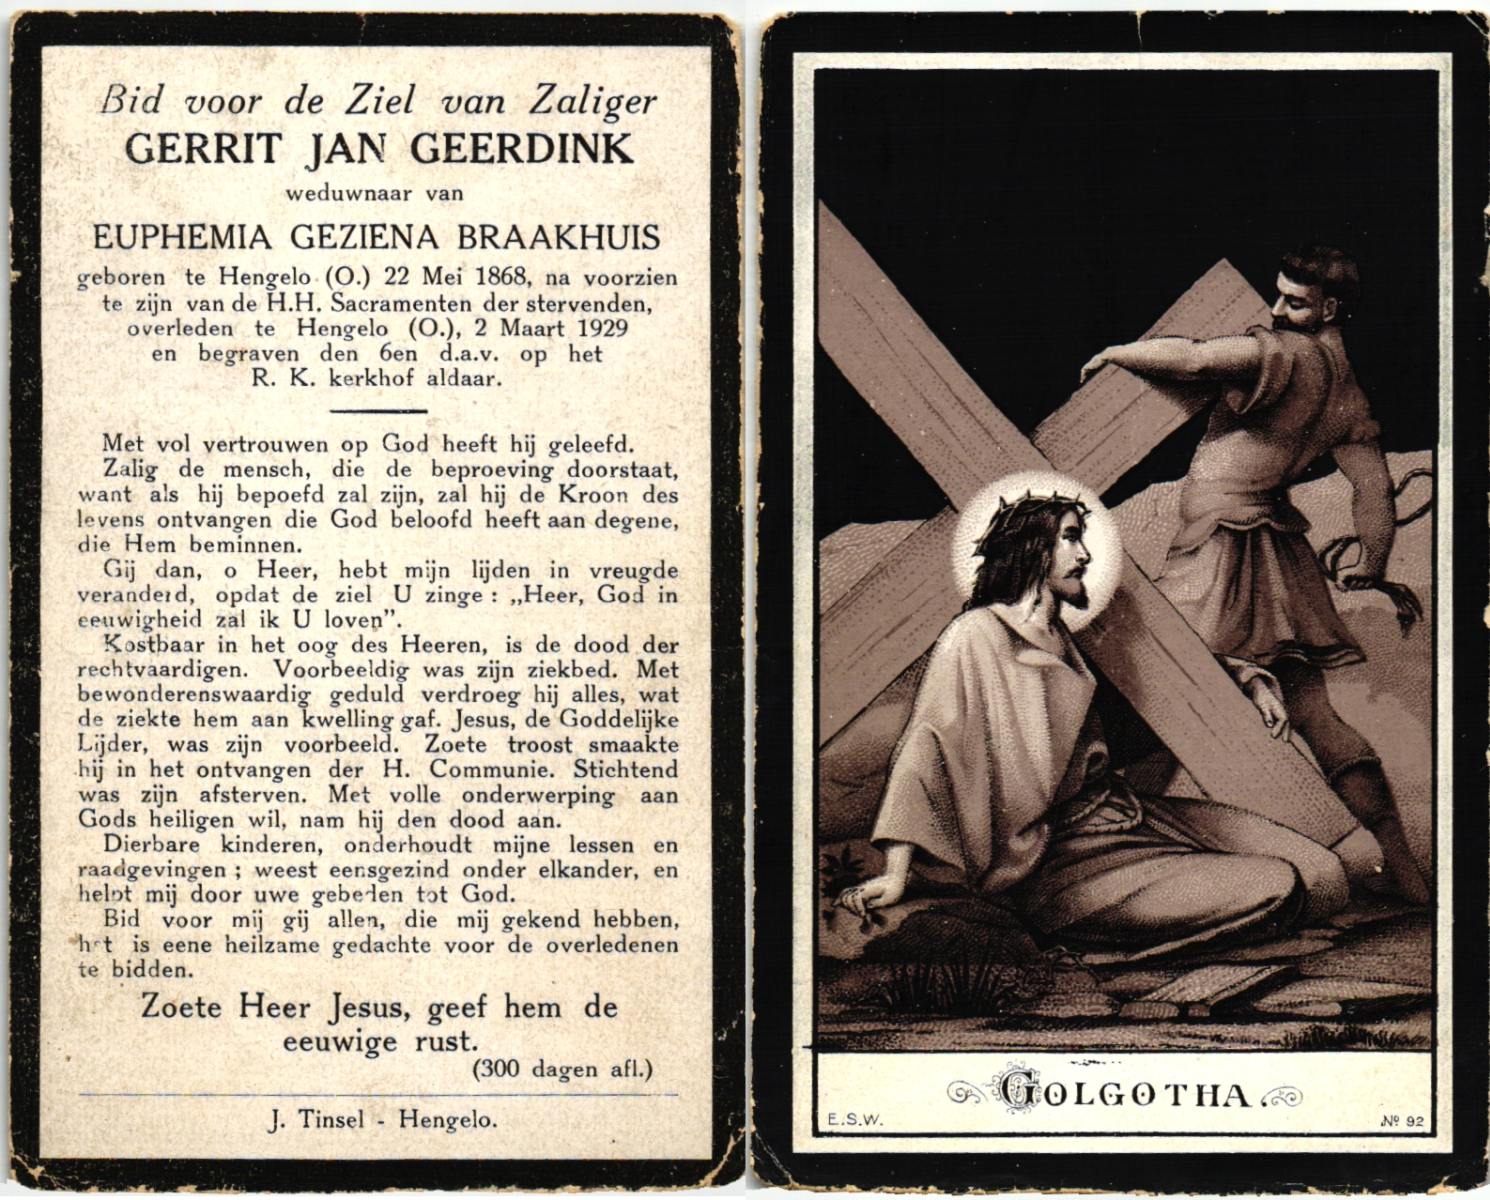 Bid voor de Ziel van Zaliger
GERRIT JAN GEERDINK
weduwnaar van
EUPHEMIA GEZIENA BRAAKHUIS
geboren te Hengelo (O.) 22 Mei 1868, na voorzien
te zijn van de H.H. Sacramenten der stervenden,
overleden te Hengelo (O.), 2 Maart 1929
en begraven den 6en d.a.v. op het
R. K. kerkhof aldaar.
Met vol vertrouwen op God heeft hij geleefd.
Zalig de mensch, die de beproeving doorstaat,
want als hij bepoefd zal zijn, zal hij de Kroon des
levens ontvangen die God beloofd heeft aan degene,
die Hem beminnen.
Gij dan, o Heer, hebt mijn lijden in vreugde
veranderd, opdat de ziel U zinge : „Heer, God in
eeuwigheid zal ik U loven”.
Kostbaar in het oog des Heeren, is de dood der
rechtvaardigen. Voorbeeldig was zijn ziekbed. Met
bewonderenswaardig geduld verdroeg hij alles, wat
de ziekte hem aan kwelling gaf. Jesus, de Goddelijke
Lijder, was zijn voorbeeld. Zoete troost smaakte
hij in het ontvangen der H. Communie. Stichtend
was zijn afsterven. Met volle onderwerping aan
Gods heiligen wil, nam hij den dood aan.
Dierbare kinderen, onderhoudt mijne lessen en
raadgevingen ; weest eensgezind onder elkander, en
helpt mij door uwe gebeden tot God.
Bid voor mij gij allen, die mij gekend hebben,
het is eene heilzame gedachte voor de overledenen
te bidden.
Zoete Heer Jesus, geef hem de
eeuwige rust.
(300 dagen afl.)
J. Tinsel - Hengelo.
GOLGOTHA.
E.S.W.
No 92